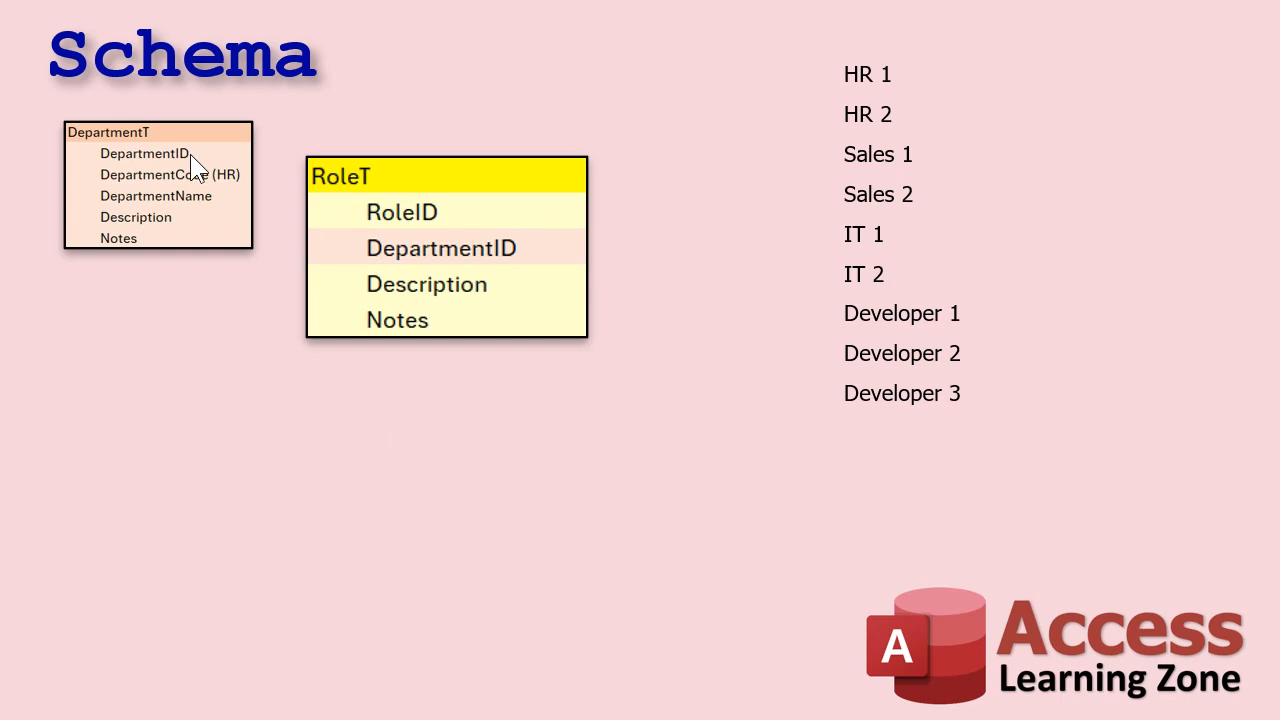 Schema
DepartmentT
DepartmentID
DepartmentCode (HR)
DepartmentName
Description
Notes
RoleT
RoleID
DepartmentID
Description
Notes
HR 1
HR 2
Sales 1
Sales 2
IT 1
IT 2
Developer 1
Developer 2
Developer 3
A
Access
Learning Zone